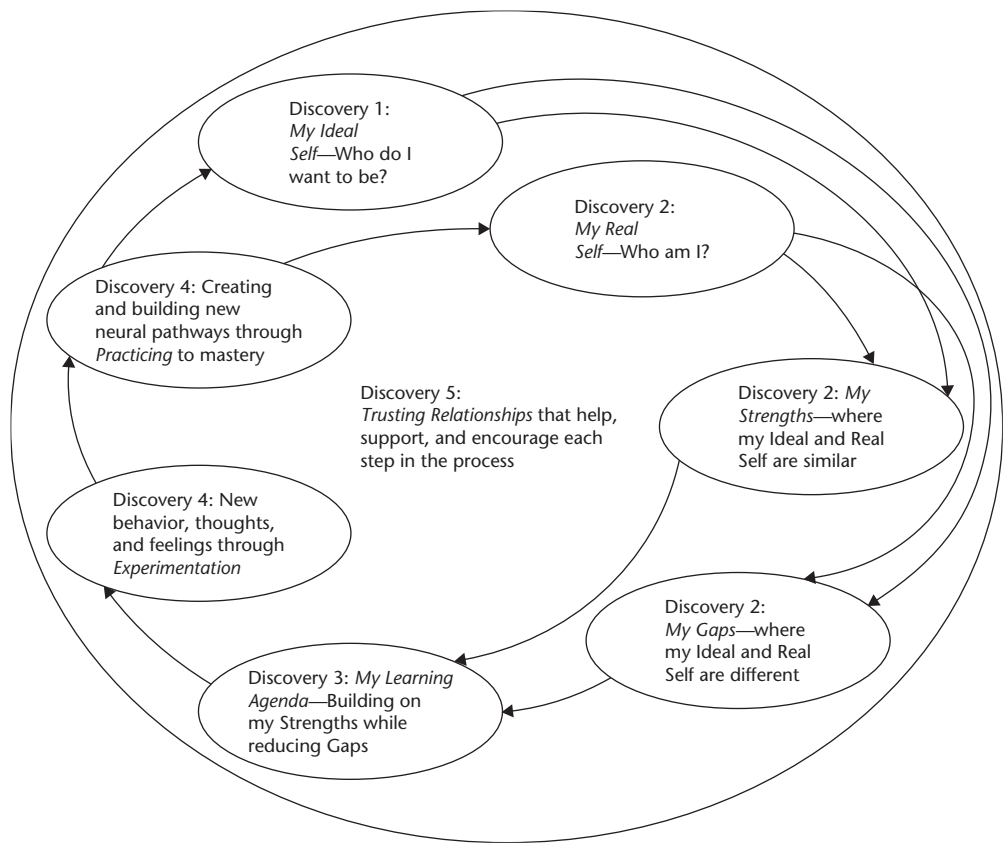 Discovery 1:
My Ideal
Self—Who do I
want to be?
Discovery 2:
My Real
Self—Who am I?
Discovery 4: Creating
and building new
neural pathways through
Practicing to mastery
Discovery 5:
Trusting Relationships that help,
support, and encourage each
step in the process
Discovery 2: My
Strengths—where
my Ideal and Real
Self are similar
Discovery 4: New
behavior, thoughts,
and feelings through
Experimentation
Discovery 2:
My Gaps—where
my Ideal and Real
Self are different
Discovery 3: My Learning
Agenda—Building on
my Strengths while
reducing Gaps